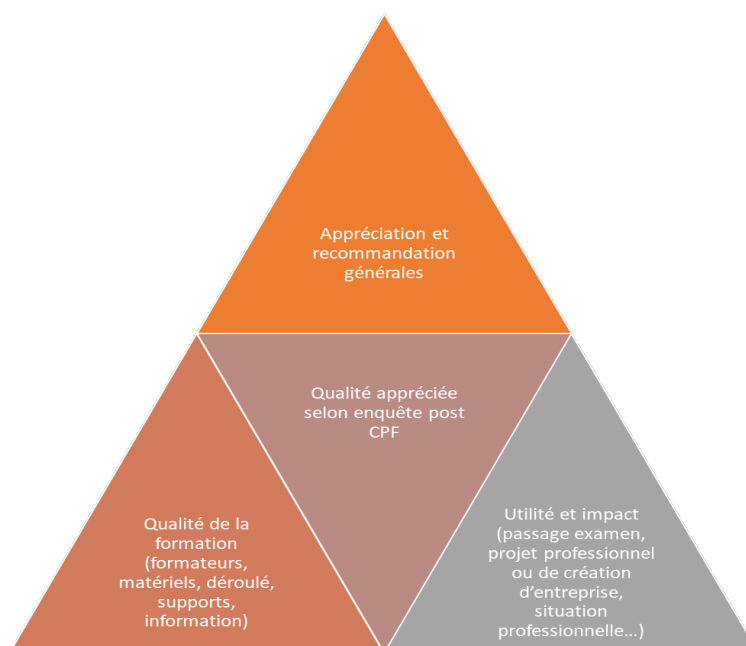 Appréciation et
recommandation
générales
Qualité appréciée
selon enquête post
CPF
Qualité de la
formation
(formateurs,
matériels, déroulé,
supports,
information)
Utilité et impact
(passage examen,
projet professionnel
ou de création
d’entreprise,
situation
professionnelle...)